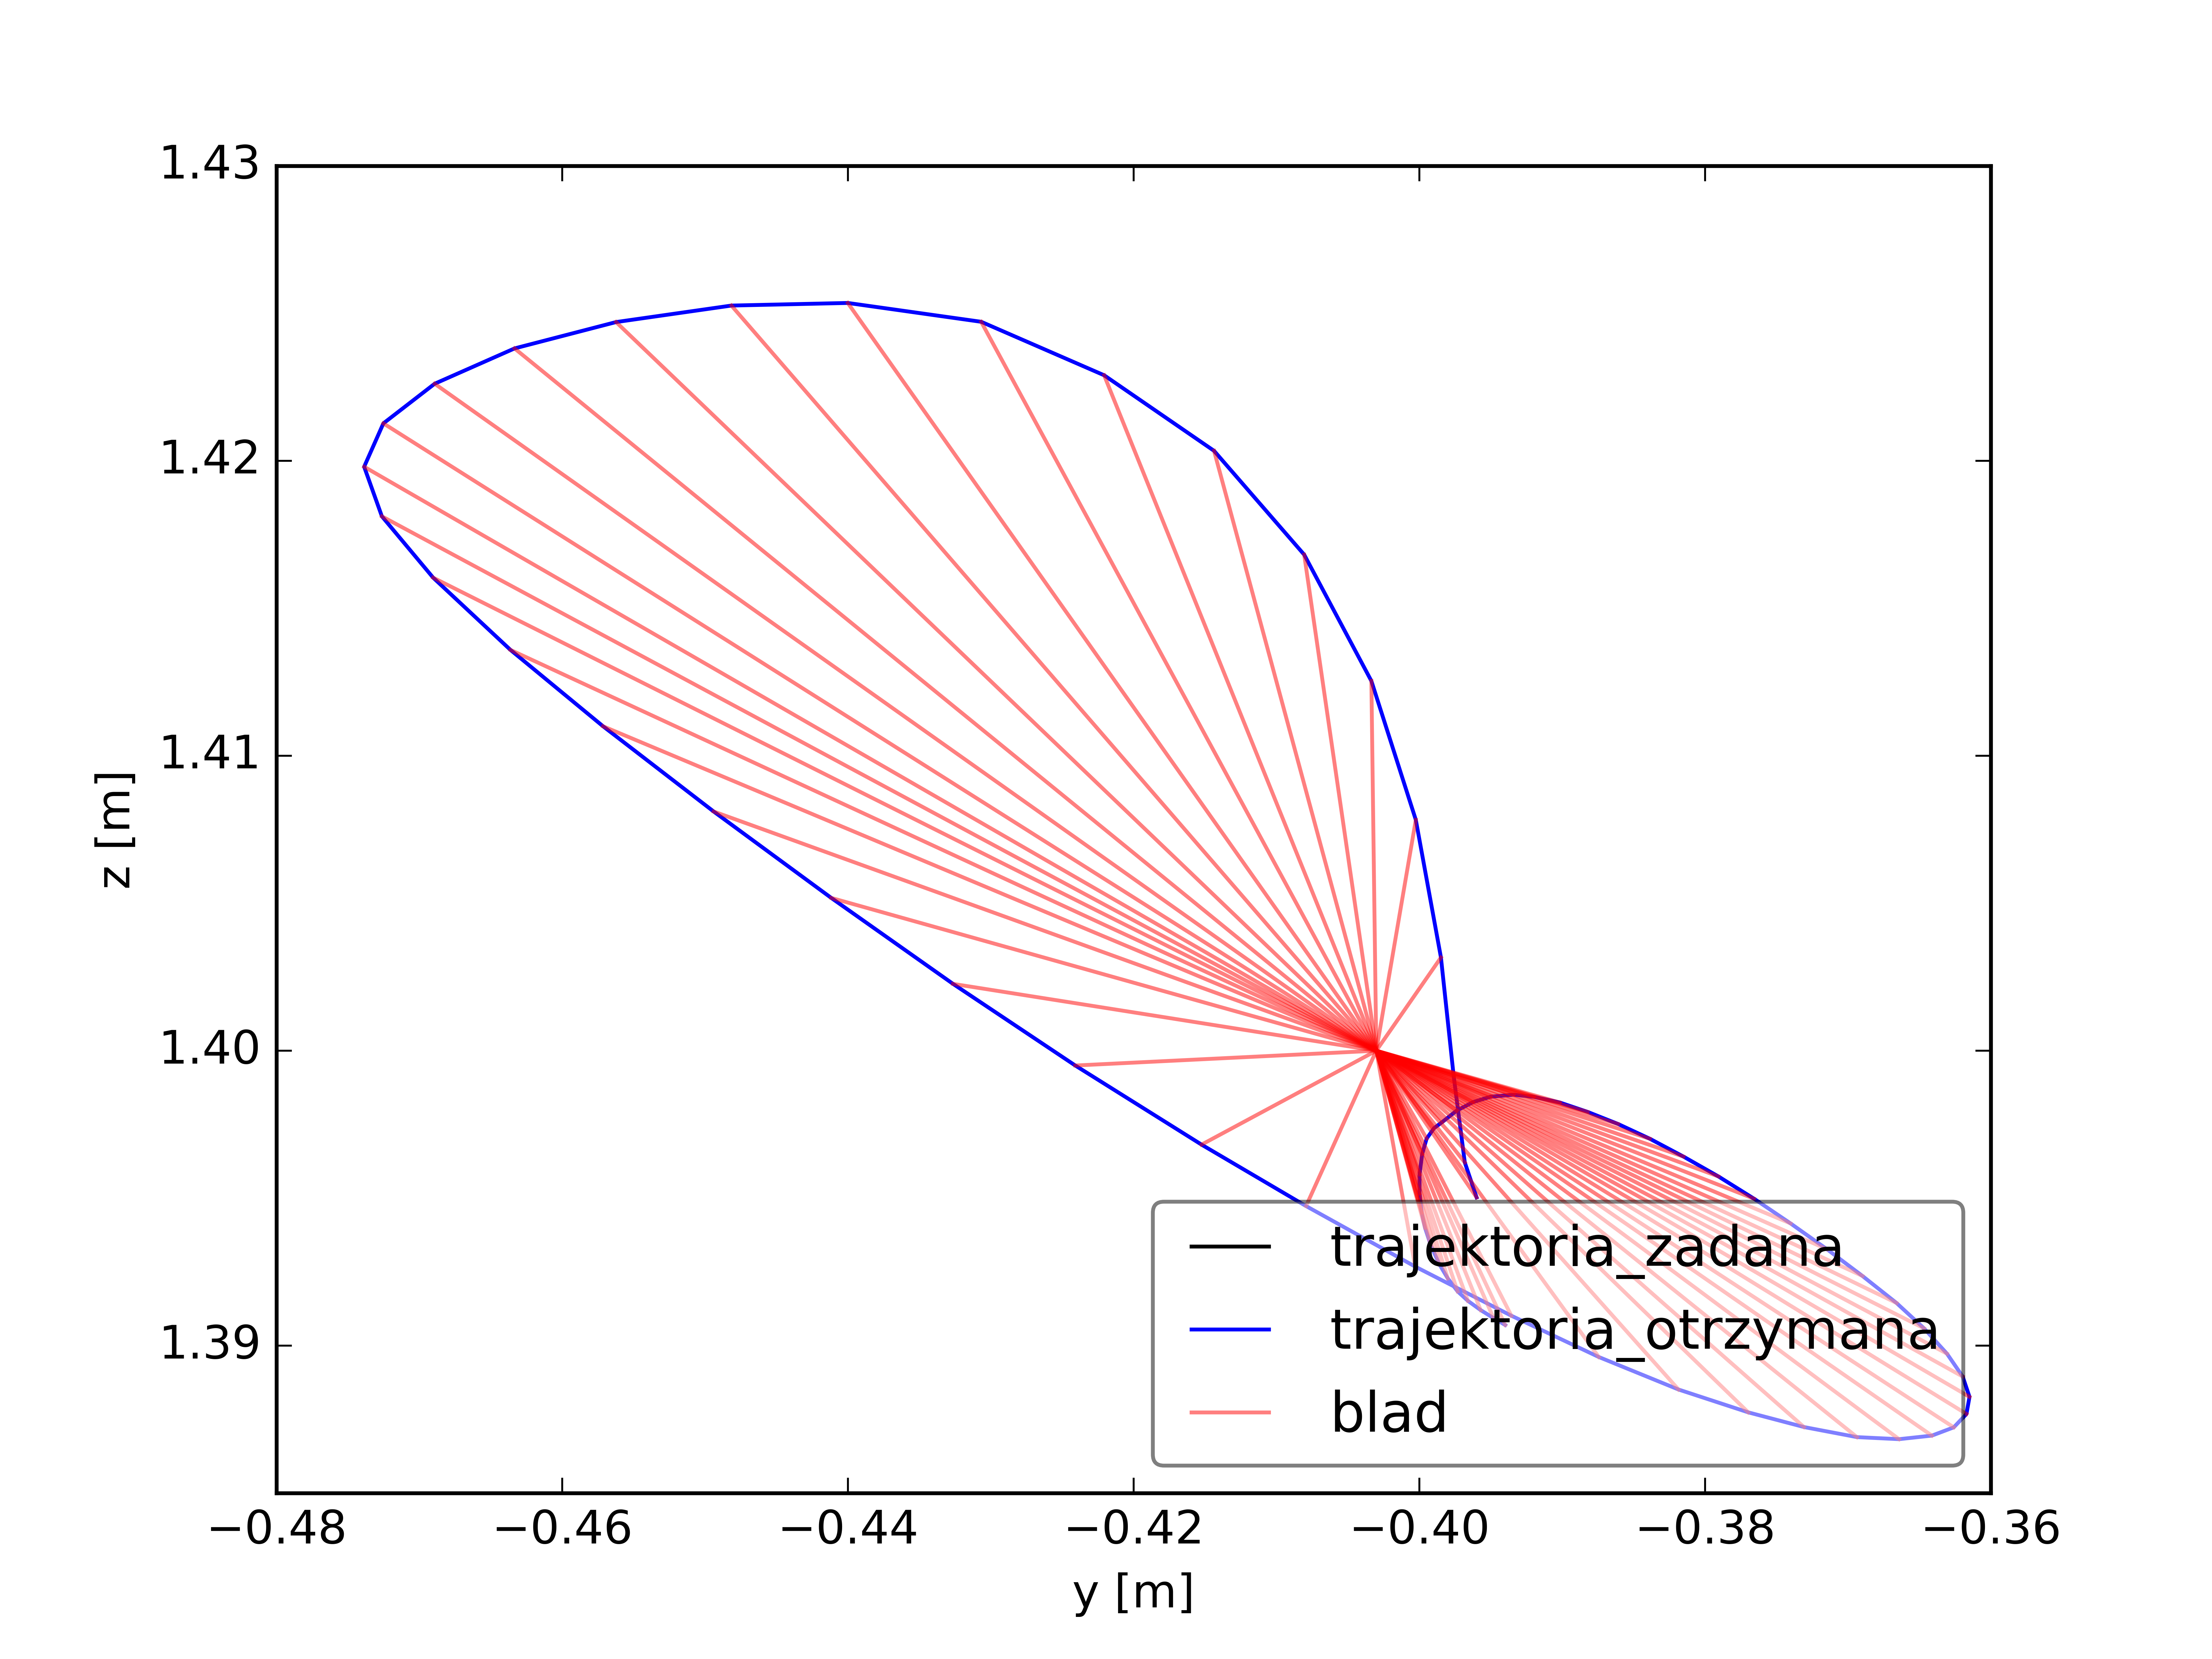 1.43
1.42
1.41
1.40
1.39
z [m]
−0.48 −0.46 −0.44 −0.42 −0.40 −0.38 −0.36
y [m]
trajektoria_zadana
trajektoria_otrzymana
blad